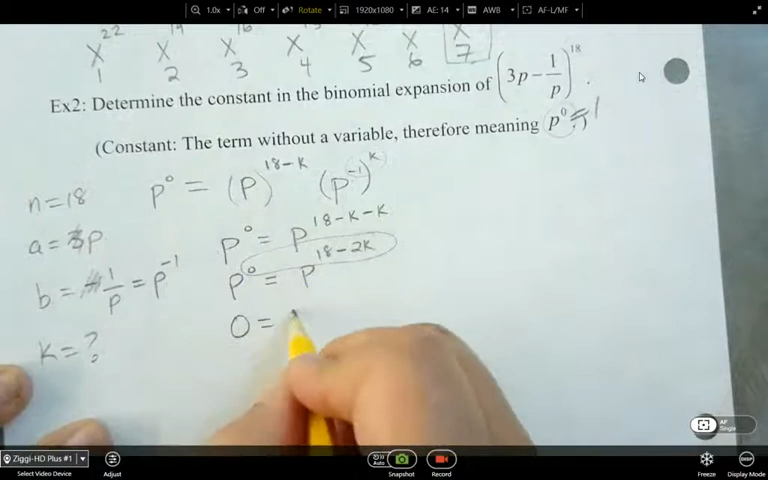 1.0x Off Rotate 1920x1080 AE: 14 AWB AF-L/MF
x^22 x^19 x^16 x x x x
1 2 3 4 5 6 7
Ex2: Determine the constant in the binomial expansion of (3p − 1/p)^18.
(Constant: The term without a variable, therefore meaning p^0 = 1
n=18 p^0 = (p)^18-k (p^-1)^k
a = 3p p^0 = p^18-k-k
b = 1/p = p^-1 p^0 = p^18-2k
k=? 0 =
AF
Single
Ziggi-HD Plus #1
Select Video Device Adjust Auto Snapshot Record Freeze Display Mode